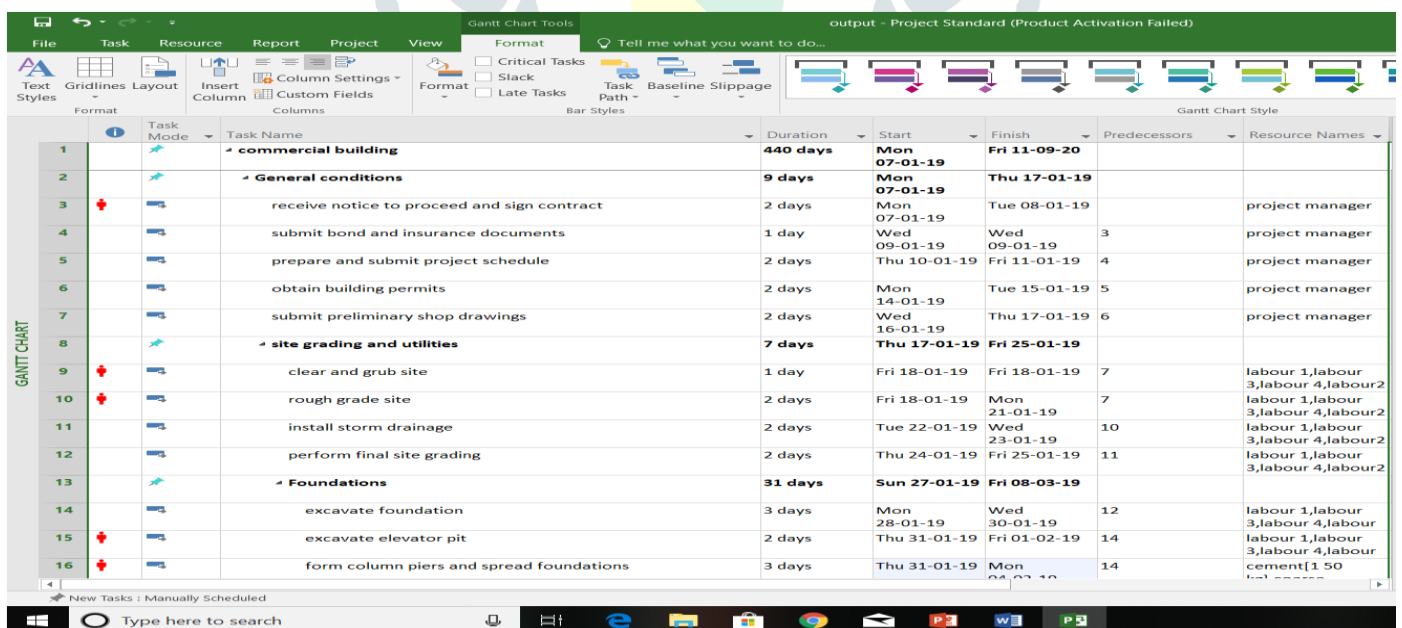 Gantt Chart Tools
output - Project Standard (Product Activation Failed)
File Task Resource Report Project View Format Tell me what you want to do...
Text Styles
Gridlines
Layout
Format
Insert Column
Column Settings
Custom Fields
Columns
Format
Critical Tasks
Slack
Late Tasks
Task Path
Baseline
Slippage
Bar Styles
Gantt Chart Style
Task Mode Task Name Duration Start Finish Predecessors Resource Names
1 commercial building 440 days Mon 07-01-19 Fri 11-09-20
2 General conditions 9 days Mon 07-01-19 Thu 17-01-19
3 receive notice to proceed and sign contract 2 days Mon 07-01-19 Tue 08-01-19 project manager
4 submit bond and insurance documents 1 day Wed 09-01-19 Wed 09-01-19 3 project manager
5 prepare and submit project schedule 2 days Thu 10-01-19 Fri 11-01-19 4 project manager
6 obtain building permits 2 days Mon 14-01-19 Tue 15-01-19 5 project manager
7 submit preliminary shop drawings 2 days Wed 16-01-19 Thu 17-01-19 6 project manager
8 site grading and utilities 7 days Thu 17-01-19 Fri 25-01-19
9 clear and grub site 1 day Fri 18-01-19 Fri 18-01-19 7 labour 1,labour 3,labour 4,labour2
10 rough grade site 2 days Fri 18-01-19 Mon 21-01-19 7 labour 1,labour 3,labour 4,labour2
11 install storm drainage 2 days Tue 22-01-19 Wed 23-01-19 10 labour 1,labour 3,labour 4,labour2
12 perform final site grading 2 days Thu 24-01-19 Fri 25-01-19 11 labour 1,labour 3,labour 4,labour2
13 Foundations 31 days Sun 27-01-19 Fri 08-03-19
14 excavate foundation 3 days Mon 28-01-19 Wed 30-01-19 12 labour 1,labour 3,labour 4,labour
15 excavate elevator pit 2 days Thu 31-01-19 Fri 01-02-19 14 labour 1,labour 3,labour 4,labour
16 form column piers and spread foundations 3 days Thu 31-01-19 Mon 14 cement[1 50
GANTT CHART
New Tasks : Manually Scheduled
Type here to search